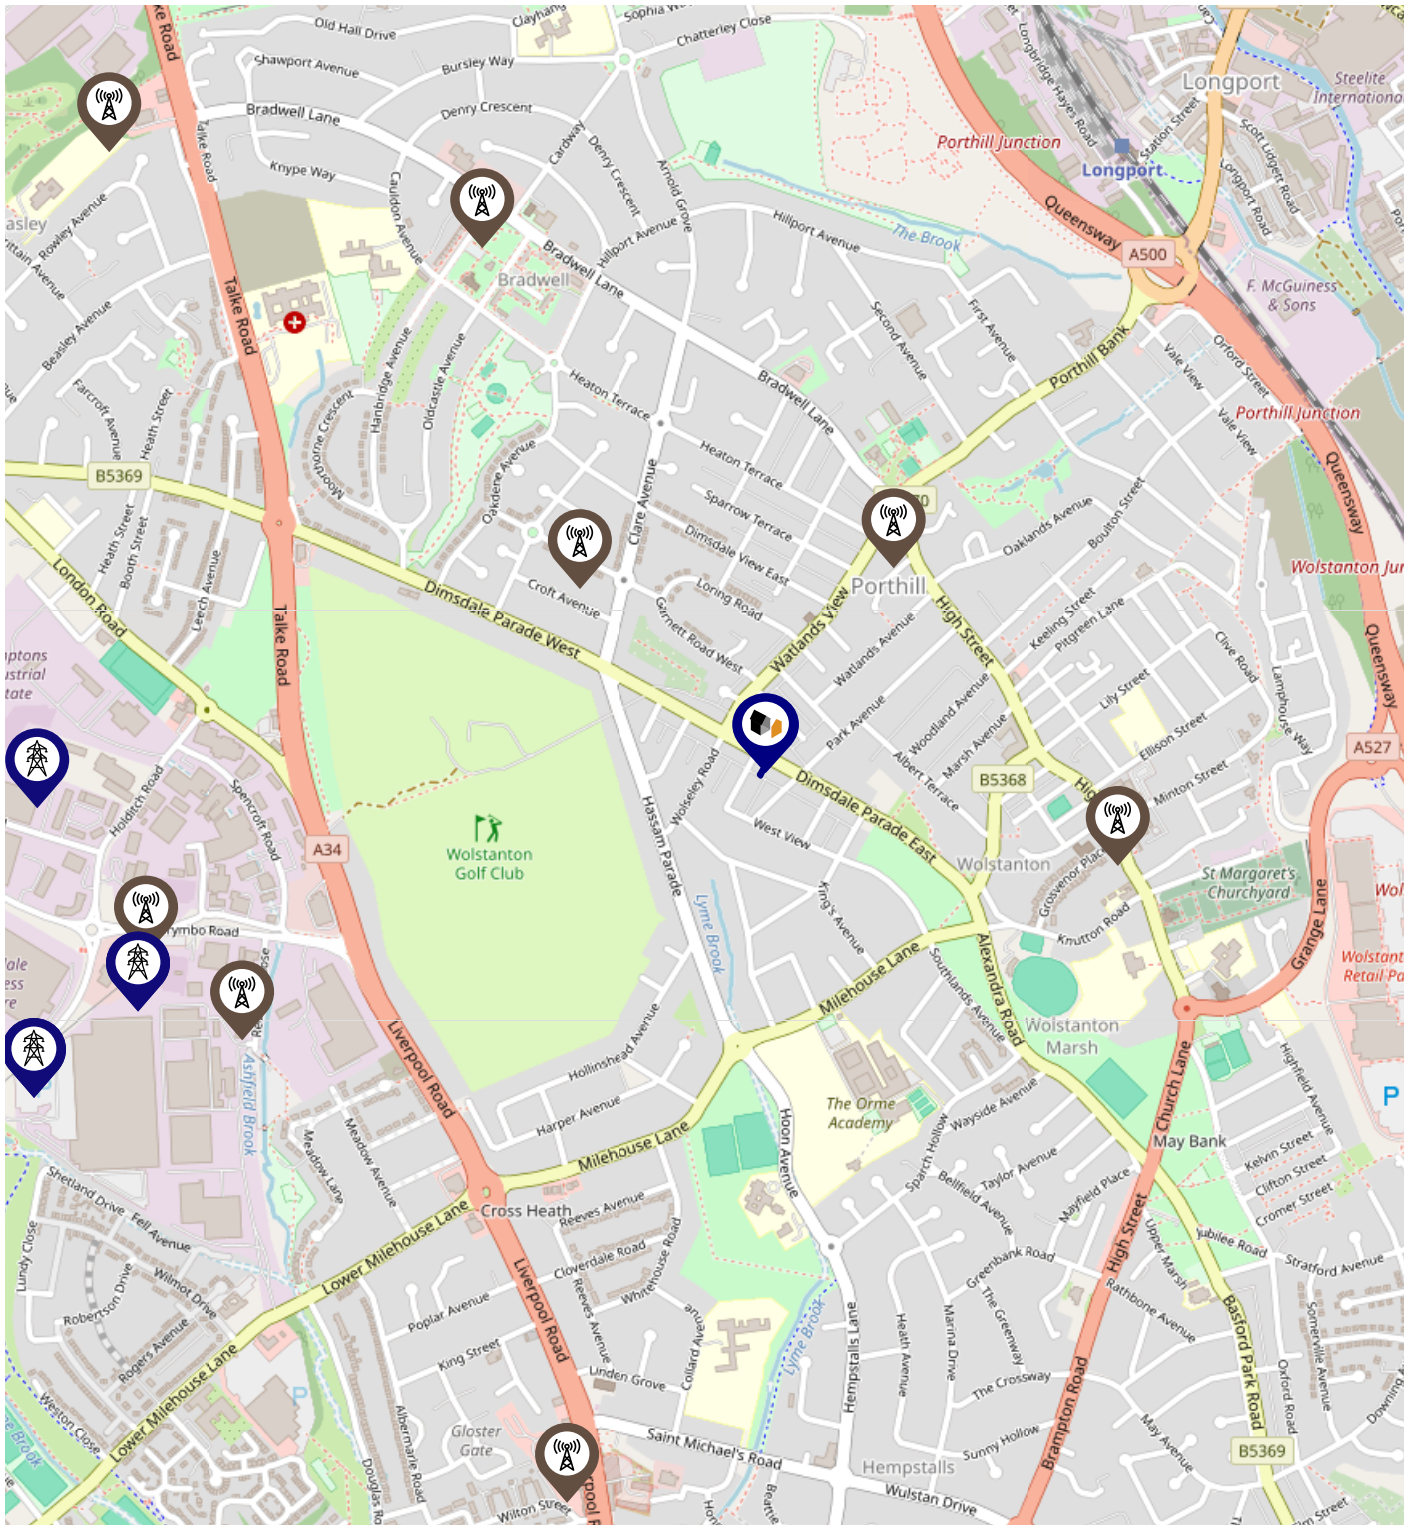 Old Hall Drive
Clayhang
Chatterley Close
Shawport Avenue
Bursley Way
Longbridge Hayes Road
Longport
Steelite
International
Bradwell Lane
Denry Crescent
Cardway
Denry Crescent
Talke Road
Knype Way
Caudon Avenue
Arnold Grove
Porthill Junction
Station Street
Scott Lidgett Road
Longport
Longport Road
Rowley Avenue
Hillport Avenue
Hillport Avenue
The Brook
Queensway
A500
Bradwell Lane
Bradwell
F. McGuiness
& Sons
Talke Road
Beasley Avenue
Second Avenue
First Avenue
Porthill Bank
Orford Street
Vale View
Hanbridge Avenue
Oldcastle Avenue
Heaton Terrace
Bradwell Lane
Farcroft Avenue
Heath Street
Moorthorne Crescent
Porthill Junction
Vale View
B5369
Oakdene Avenue
Clare Avenue
Heaton Terrace
Sparrow Terrace
Dimsdale View East
Queensway
Heath Street
Booth Street
Oaklands Avenue
Boulton Street
London Road
Leech Avenue
Croft Avenue
Loring Road
Porthill
Wolstanton Jun
Dimsdale Parade West
Garnett Road West
Watlands View
Watlands Avenue
High Street
Keeling Street
Pitgreen Lane
Clive Road
Queensway
Talke Road
Lamphouse Way
Park Avenue
Woodland Avenue
Marsh Avenue
Lily Street
Ellison Street
A527
Holditch Road
Spencroft Road
Wolseley Road
Albert Terrace
B5368
Minton Street
Dimsdale Parade East
Hassam Parade
West View
A34
Wolstanton
Golf Club
Wolstanton
Grosvenor Place
St Margaret's
Churchyard
King's Avenue
Lyme Brook
Knutton Road
Grange Lane
Milehouse Lane
Southlands Avenue
Alexandra Road
Wolstanton
Marsh
Liverpool Road
Ashfield Brook
Hollinshead Avenue
Harper Avenue
Milehouse Lane
Hoon Avenue
The Orme
Academy
Wayside Avenue
Church Lane
Highfield Avenue
P
May Bank
Meadow Lane
Meadow Avenue
Sparch Hollow
Taylor Avenue
Bellfield Avenue
Mayfield Place
Kelvin Street
Clifton Street
Cromer Street
Shetland Drive
Fell Avenue
Cross Heath
Reeves Avenue
Lower Milehouse Lane
Cloverdale Road
Whitehouse Road
Lundy Close
Robertson Drive
Wilmot Drive
Greenbank Road
High Street
Upper Marsh
Jubilee Road
Stratford Avenue
Liverpool Road
Reeves Avenue
Poplar Avenue
Rogers Avenue
Lyme Brook
Hempstalls Lane
Heath Avenue
Marina Drive
The Greenway
Rathbone Avenue
Basford Park Road
Somerville Avenue
King Street
Collard Avenue
Linden Grove
P
The Crossway
Oxford Road
Lower Milehouse Lane
Weston Close
Albermarle Road
Gloster
Gate
Saint Michael's Road
Hempstalls
Sunny Hollow
May Avenue
Brampton Road
B5369
Wilton Street
Wulstan Drive